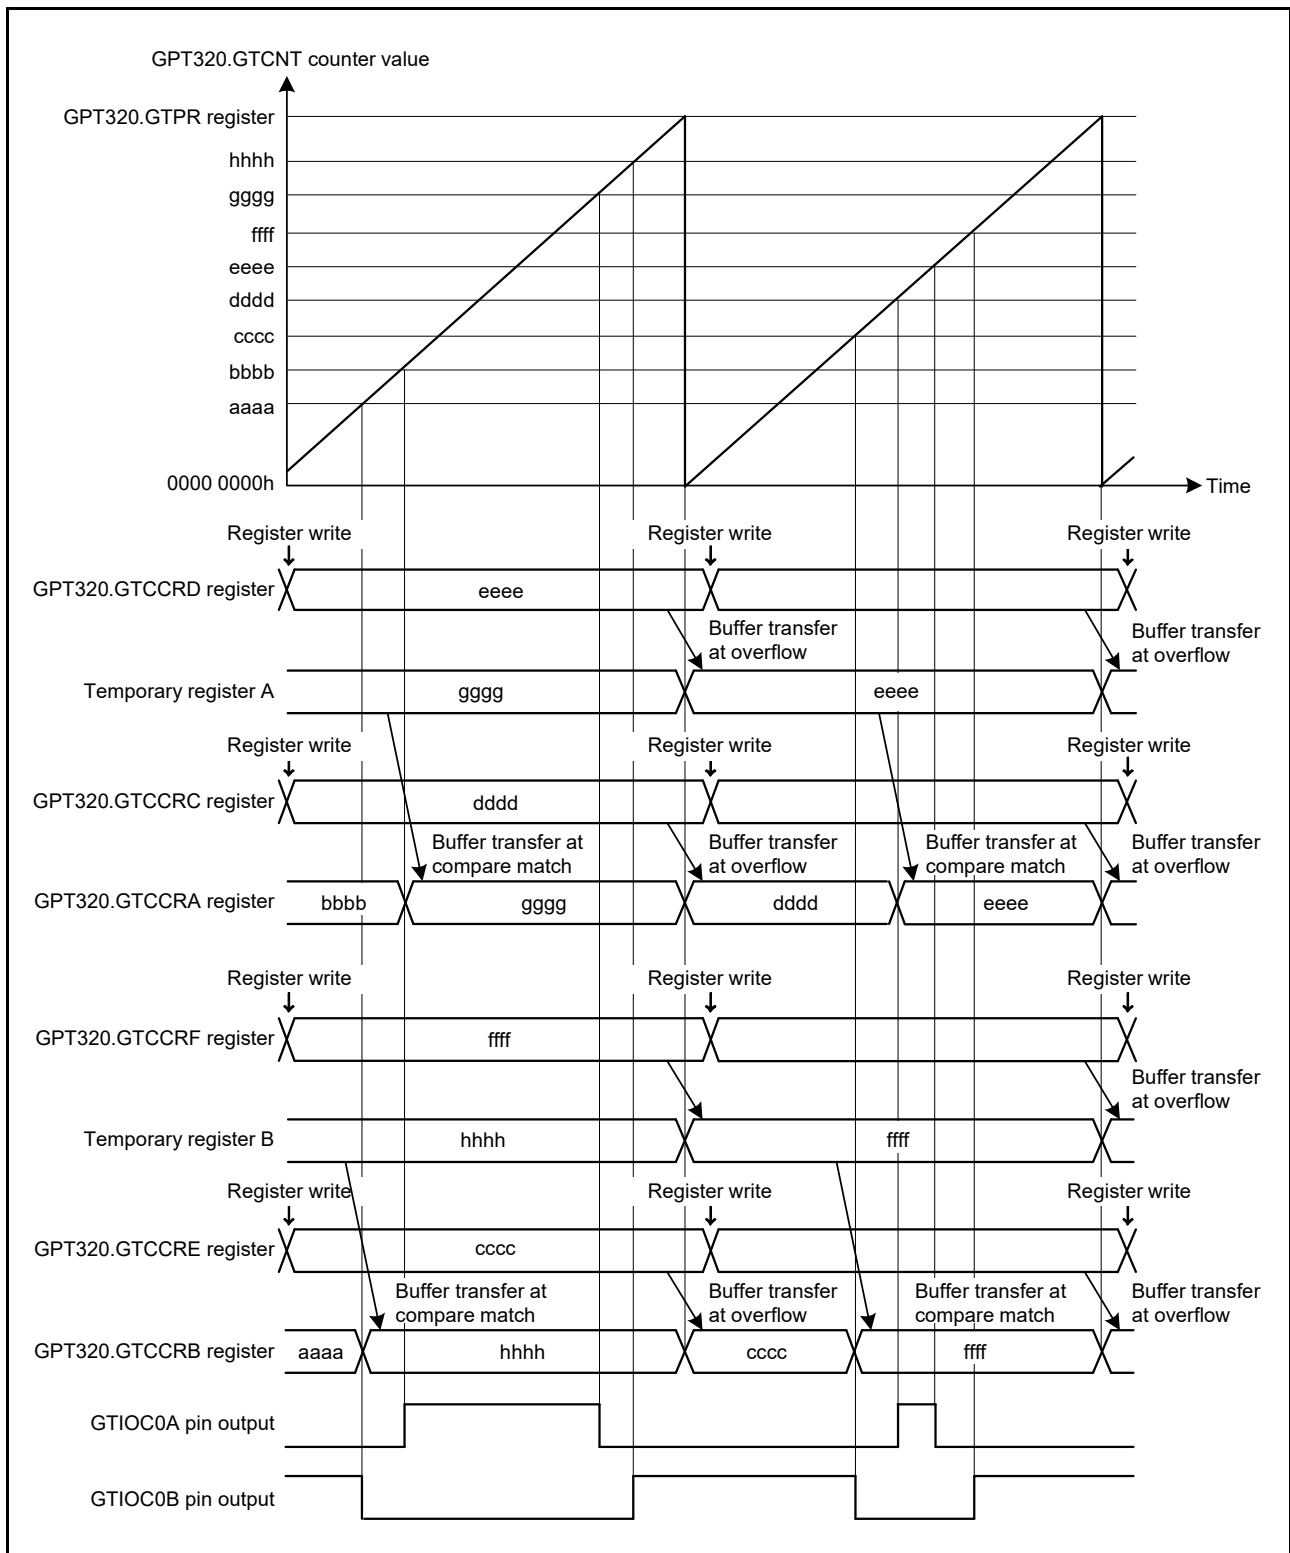 GPT320.GTCNT counter value
GPT320.GTPR register
hhhh
gggg
ffff
eeee
dddd
cccc
bbbb
aaaa
0000 0000h
Time
Register write Register write Register write
GPT320.GTCCRD register eeee
Buffer transfer
at overflow
Buffer transfer
at overflow
Temporary register A gggg eeee
Register write Register write Register write
GPT320.GTCCRC register dddd
Buffer transfer at
compare match
Buffer transfer
at overflow
Buffer transfer at
compare match
Buffer transfer
at overflow
GPT320.GTCCRA register bbbb gggg dddd eeee
Register write Register write Register write
GPT320.GTCCRF register ffff
Buffer transfer
at overflow
Temporary register B hhhh ffff
Register write Register write Register write
GPT320.GTCCRE register cccc
Buffer transfer at
compare match
Buffer transfer
at overflow
Buffer transfer at
compare match
Buffer transfer
at overflow
GPT320.GTCCRB register aaaa hhhh cccc ffff
GTIOC0A pin output
GTIOC0B pin output